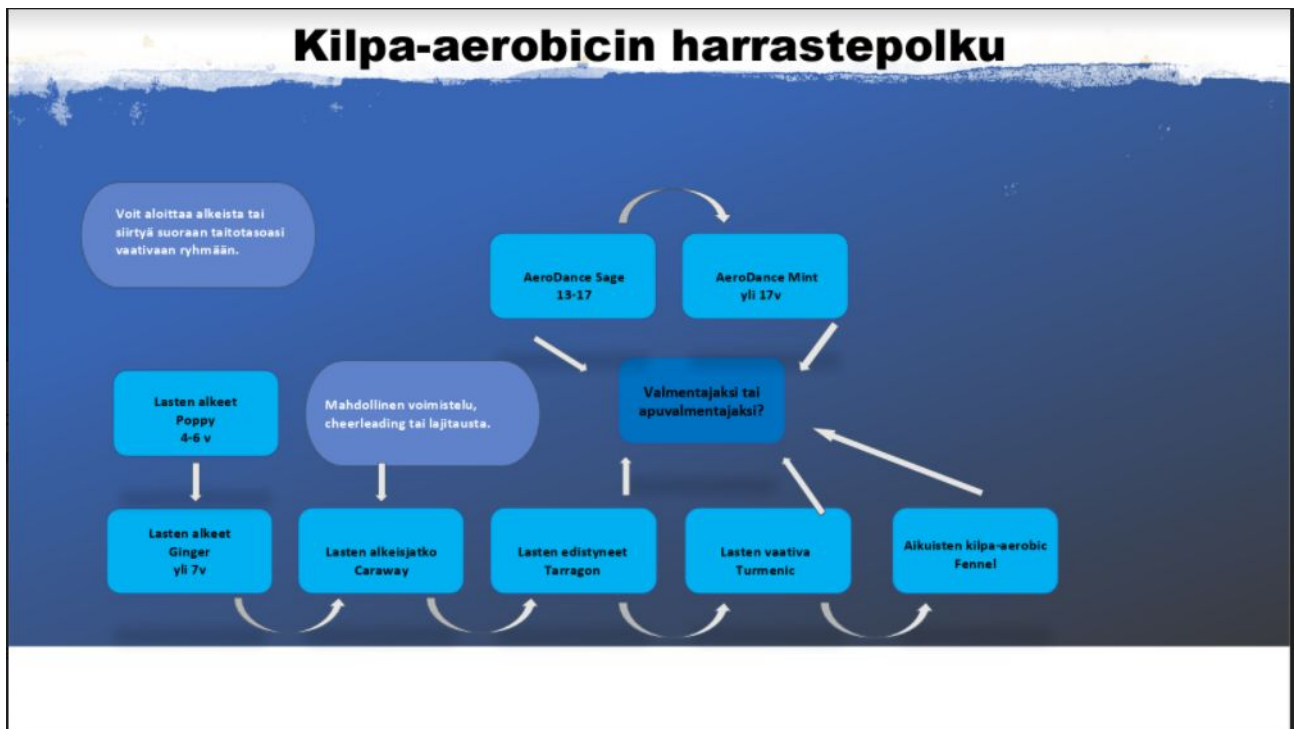 Kilpa-aerobicin harrastepolku
Voit aloittaa alkeista tai
siirtyä suoraan taitotasoasi
vaativaan ryhmään.
AeroDance Sage
13-17
AeroDance Mint
yli 17v
Lasten alkeet
Poppy
4-6 v
Mahdollinen voimistelu,
cheerleading tai lajitausta.
Valmentajaksi tai
apuvalmentajaksi?
Lasten alkeet
Ginger
yli 7v
Lasten alkeisjatko
Caraway
Lasten edistyneet
Tarragon
Lasten vaativa
Turmenic
Aikuisten kilpa-aerobic
Fennel